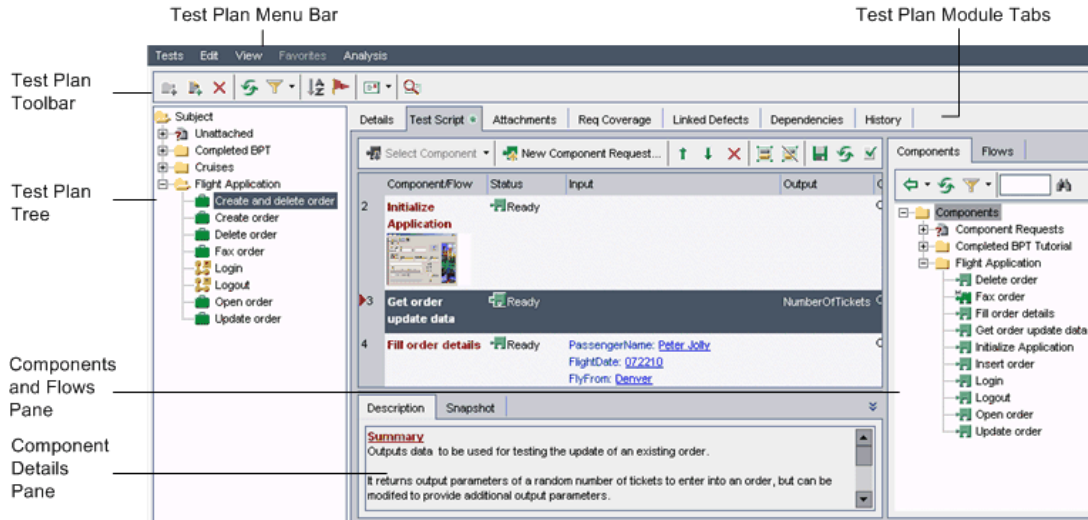 Test Plan Menu Bar
Test Plan Module Tabs
Tests Edit View Favorites Analysis
Test Plan
Toolbar
Subject
Unattached
Completed BPT
Cruises
Flight Application
Create and delete order
Create order
Delete order
Fax order
Login
Logout
Open order
Update order
Test Plan
Tree
Details Test Script Attachments Req Coverage Linked Defects Dependencies History
Select Component New Component Request...
Component/Flow Status Input Output
2 Initialize Ready
Application
3 Get order Ready NumberOfTickets
update data
4 Fill order details Ready PassengerName: Peter Jolly
FlightDate: 072210
FlyFrom: Denver
Components Flows
Components
Component Requests
Completed BPT Tutorial
Flight Application
Delete order
Fax order
Fill order details
Get order update data
Initialize Application
Insert order
Login
Logout
Open order
Update order
Components
and Flows
Pane
Description Snapshot
Summary
Outputs data to be used for testing the update of an existing order.
It returns output parameters of a random number of tickets to enter into an order, but can be
modifed to provide additional output parameters.
Component
Details
Pane